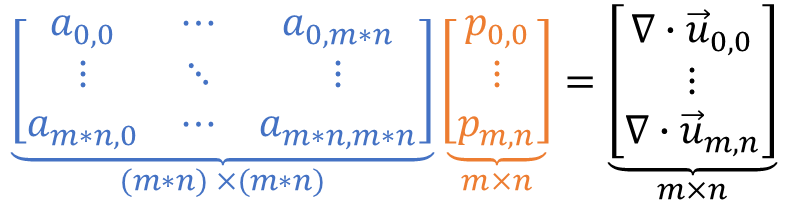 [a_{0,0} ⋯ a_{0,m*n}] [p_{0,0}] = [∇ · u⃗_{0,0}]
⋮ ⋱ ⋮ ⋮ ⋮
[a_{m*n,0} ⋯ a_{m*n,m*n}] [p_{m,n}] [∇ · u⃗_{m,n}]
(m*n) ×(m*n) m×n m×n